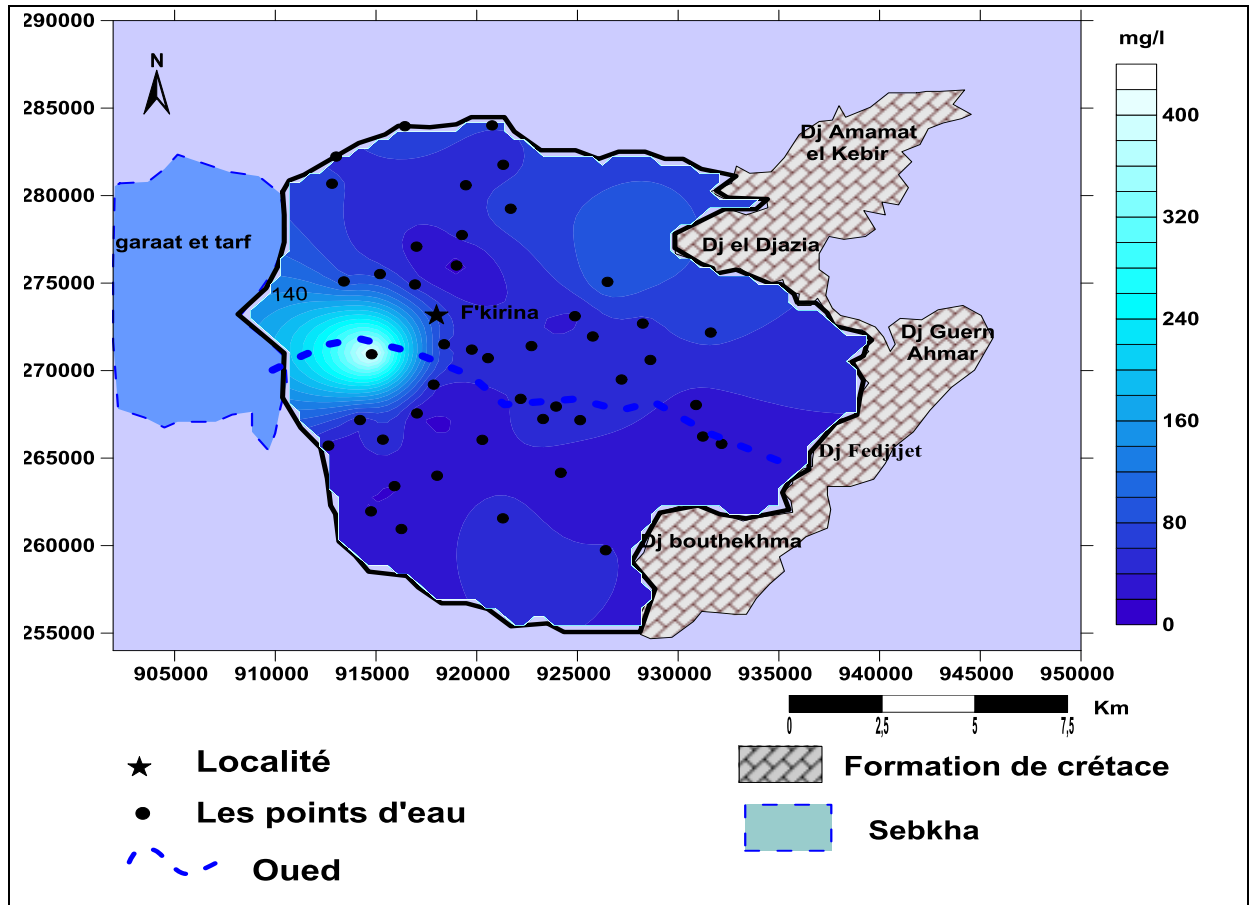 290000
285000
280000
275000
270000
265000
260000
255000
N
mg/l
400
320
240
160
80
0
Dj Amamat
el Kebir
Dj el Djazia
garaat et tarf
140
F'kirina
Dj Guern
Ahmar
Dj Fedjijet
Dj bouthekhma
905000 910000 915000 920000 925000 930000 935000 940000 945000 950000
0 2,5 5 7,5 Km
Localité
Les points d'eau
Oued
Formation de crétace
Sebkha